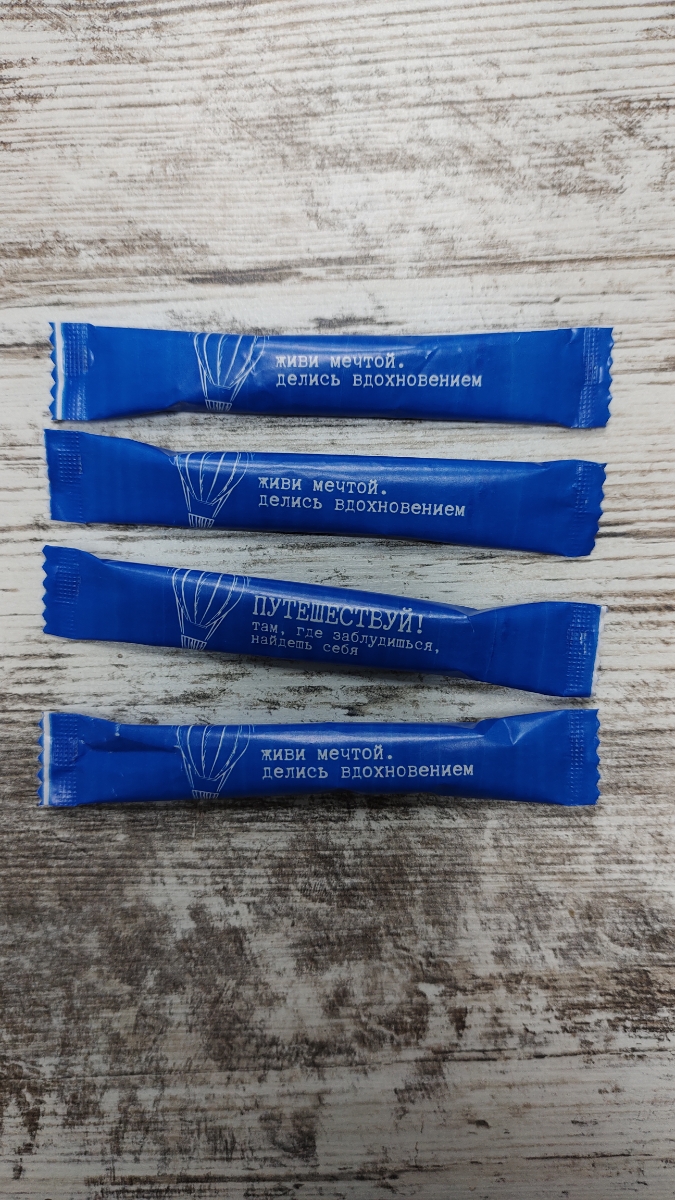 живи мечтой.
делись вдохновением
живи мечтой.
делись вдохновением
ПУТЕШЕСТВУЙ!
там, где заблудишься,
найдешь себя
живи мечтой.
делись вдохновением